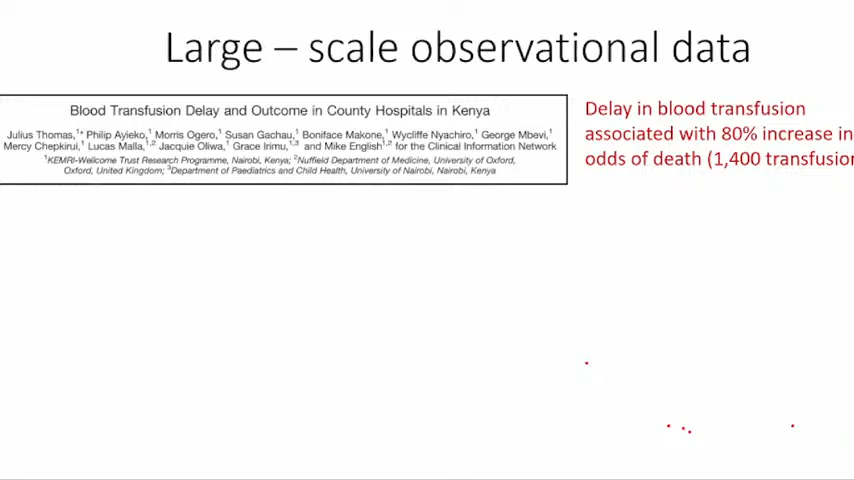 Large – scale observational data
Blood Transfusion Delay and Outcome in County Hospitals in Kenya
Julius Thomas,1* Philip Ayieko,1 Morris Ogero,1 Susan Gachau,1 Boniface Makone,1 Wycliffe Nyachiro,1 George Mbevi,1
Mercy Chepkirui,1 Lucas Malla,1,2 Jacquie Oliwa,1 Grace Irimu,1,3 and Mike English1,2 for the Clinical Information Network
1KEMRI-Wellcome Trust Research Programme, Nairobi, Kenya; 2Nuffield Department of Medicine, University of Oxford,
Oxford, United Kingdom; 3Department of Paediatrics and Child Health, University of Nairobi, Nairobi, Kenya
Delay in blood transfusion
associated with 80% increase in
odds of death (1,400 transfusion